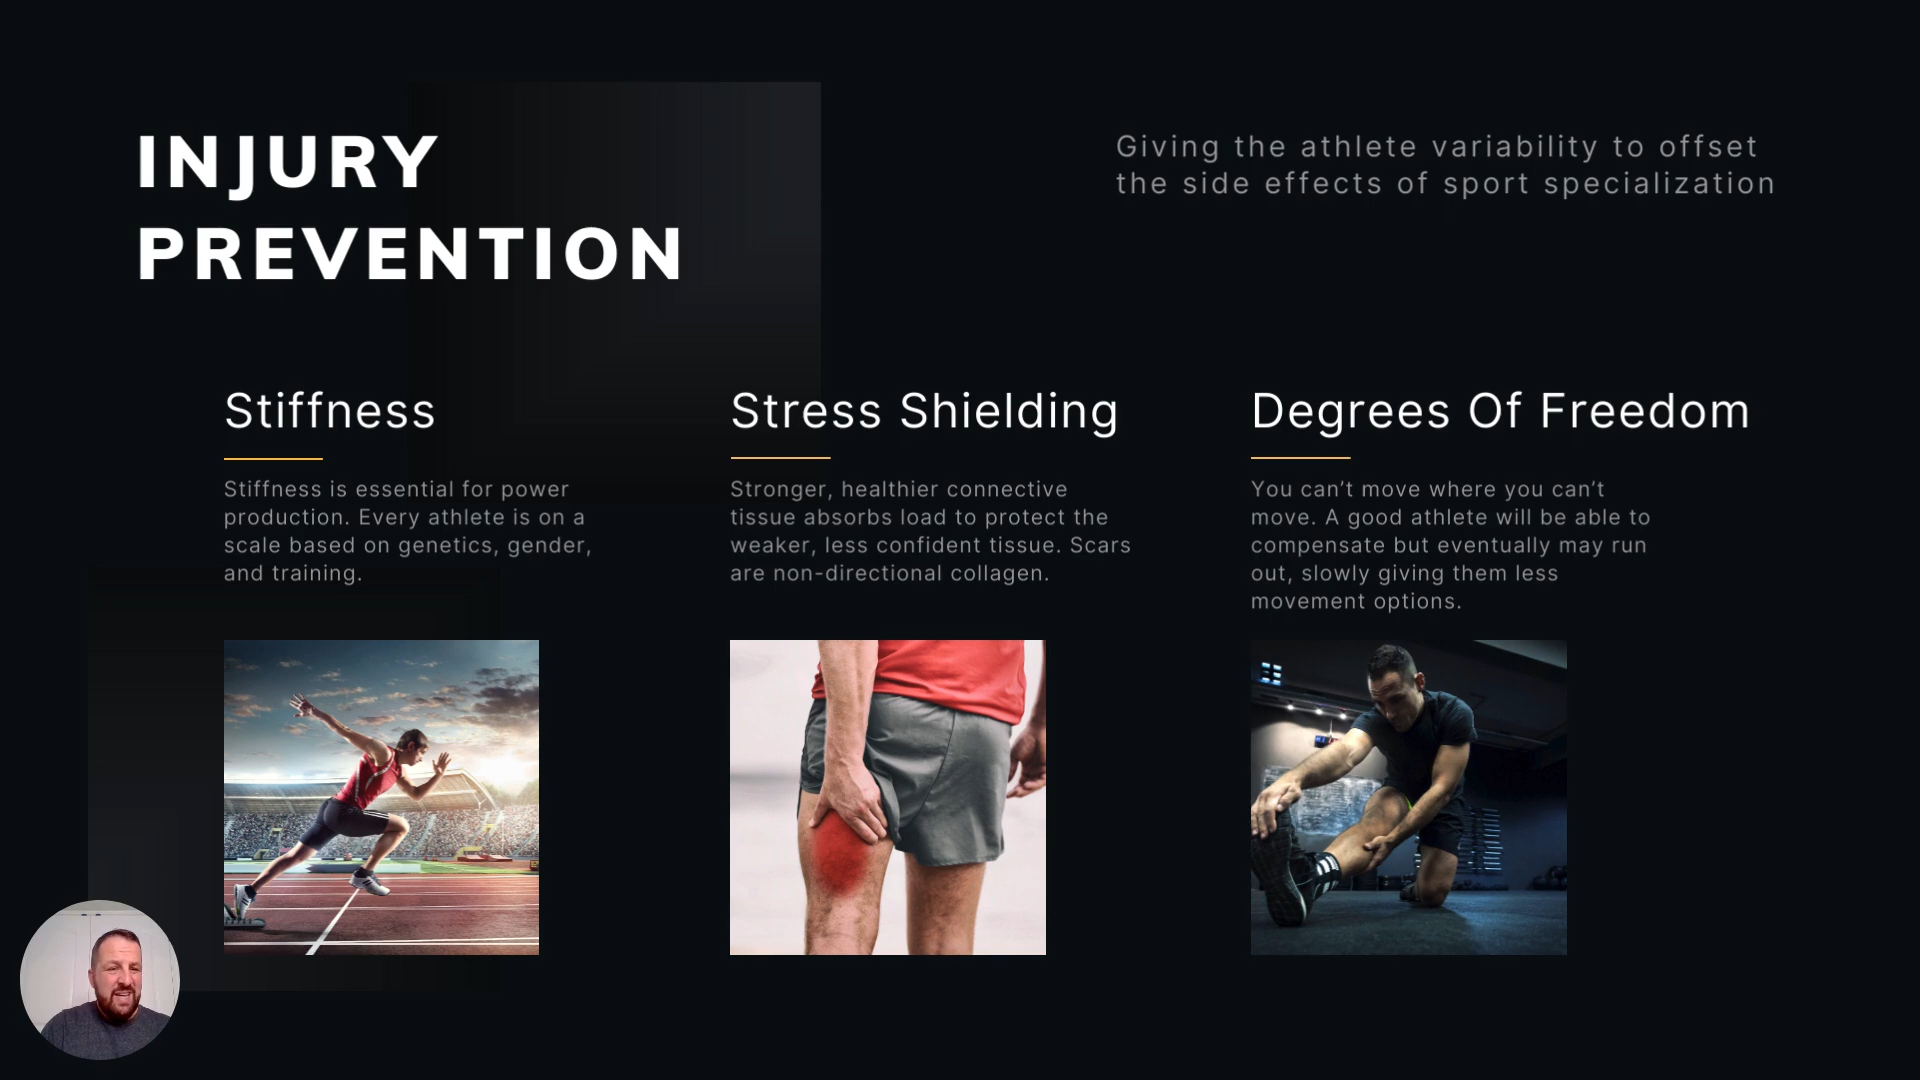 INJURY
PREVENTION
Giving the athlete variability to offset
the side effects of sport specialization
Stiffness
Stiffness is essential for power
production. Every athlete is on a
scale based on genetics, gender,
and training.
Stress Shielding
Stronger, healthier connective
tissue absorbs load to protect the
weaker, less confident tissue. Scars
are non-directional collagen.
Degrees Of Freedom
You can’t move where you can’t
move. A good athlete will be able to
compensate but eventually may run
out, slowly giving them less
movement options.